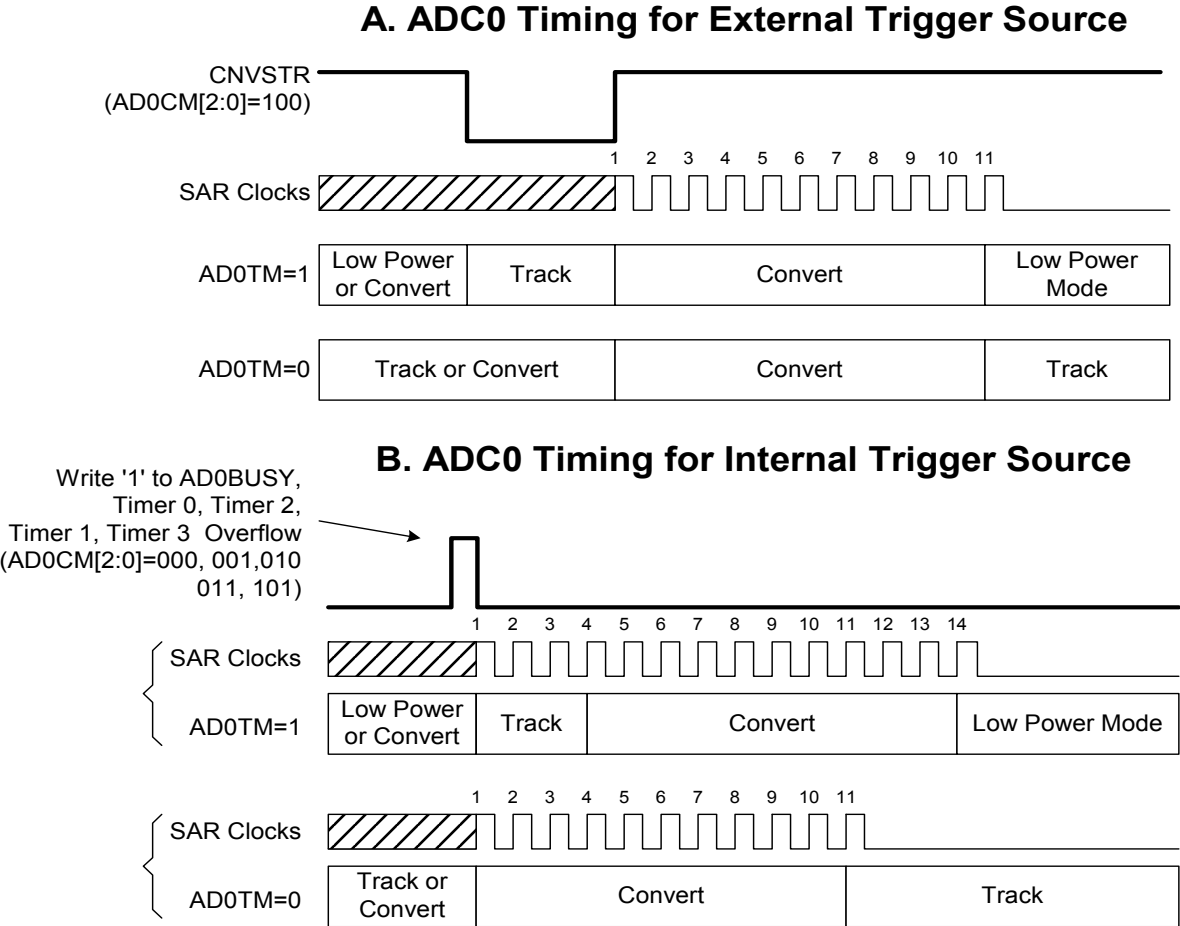 A. ADC0 Timing for External Trigger Source
CNVSTR
(AD0CM[2:0]=100)
1 2 3 4 5 6 7 8 9 10 11
SAR Clocks
AD0TM=1
Low Power
or Convert
Track
Convert
Low Power
Mode
AD0TM=0
Track or Convert
Convert
Track
B. ADC0 Timing for Internal Trigger Source
Write '1' to AD0BUSY,
Timer 0, Timer 2,
Timer 1, Timer 3 Overflow
(AD0CM[2:0]=000, 001,010
011, 101)
1 2 3 4 5 6 7 8 9 10 11 12 13 14
SAR Clocks
AD0TM=1
Low Power
or Convert
Track
Convert
Low Power Mode
1 2 3 4 5 6 7 8 9 10 11
SAR Clocks
AD0TM=0
Track or
Convert
Convert
Track